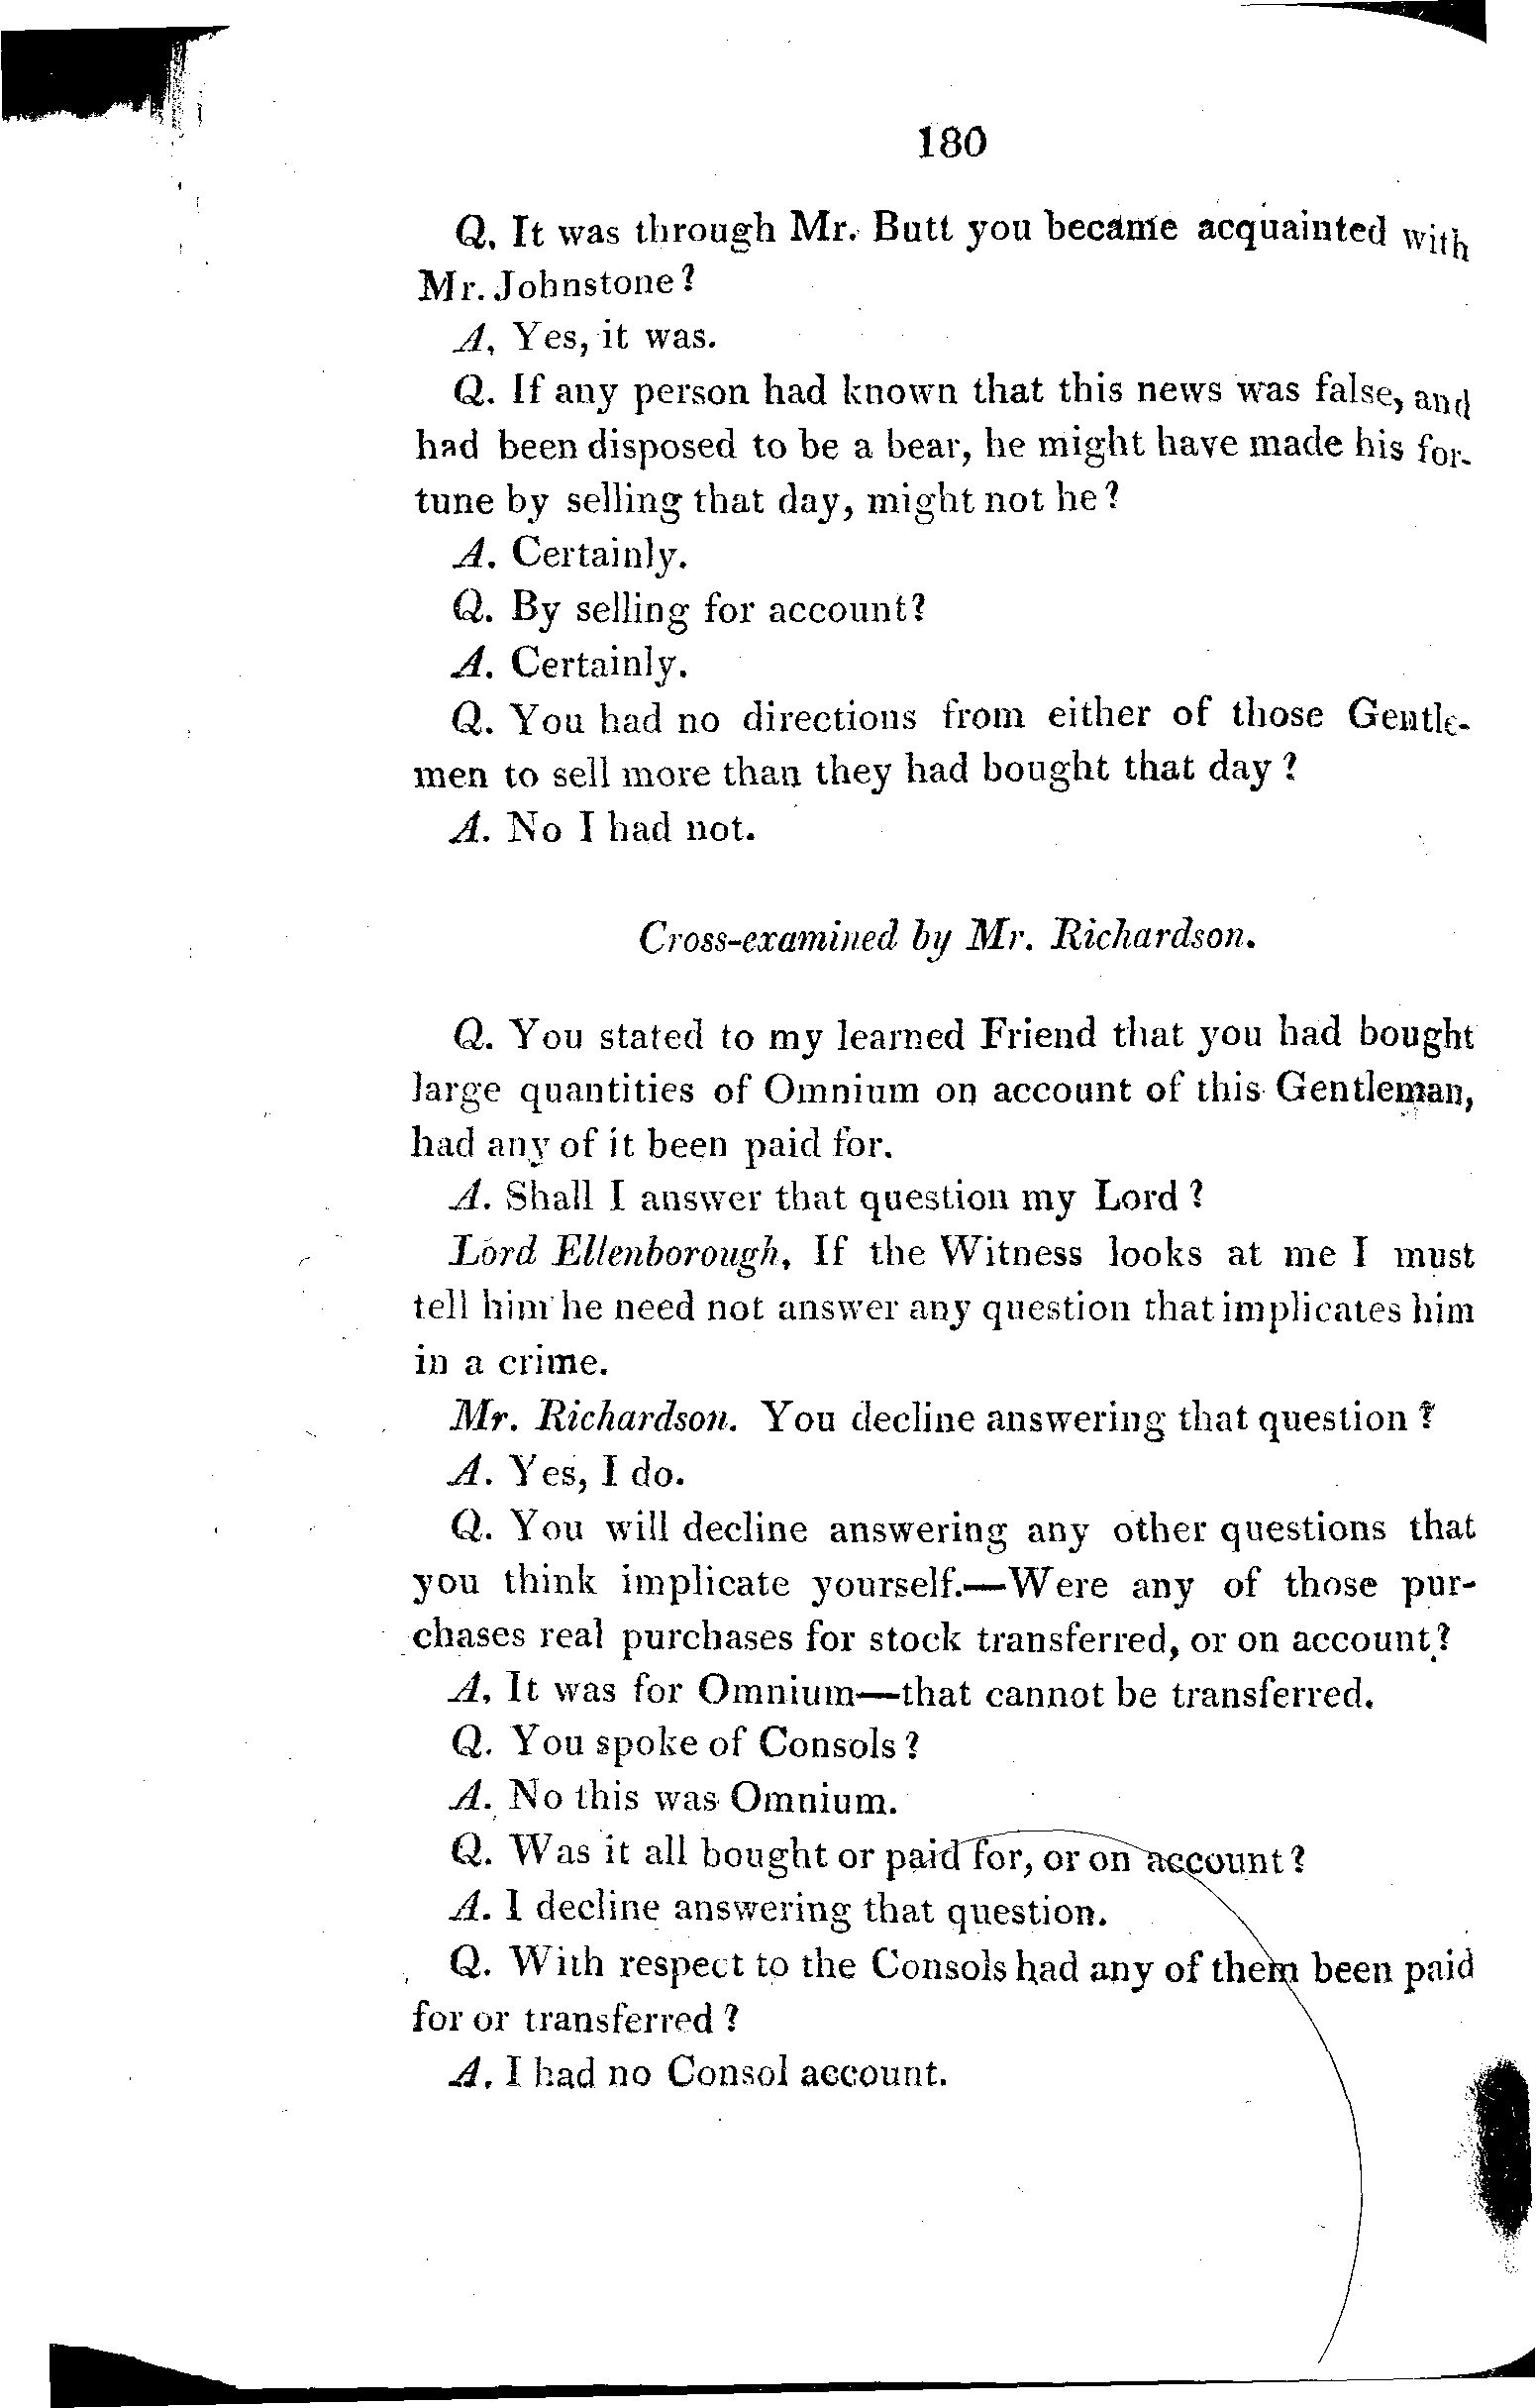 180
Q. It was through Mr. Butt you became acquainted with
Mr. Johnstone?
A. Yes, it was.
Q. If any person had known that this news was false, and
had been disposed to be a bear, he might have made his for-
tune by selling that day, might not he?
A. Certainly.
Q. By selling for account?
A. Certainly.
Q. You had no directions from either of those Gentle-
men to sell more than they had bought that day?
A. No I had not.
Cross-examined by Mr. Richardson.
Q. You stated to my learned Friend that you had bought
large quantities of Omnium on account of this Gentleman,
had any of it been paid for.
A. Shall I answer that question my Lord?
Lord Ellenborough. If the Witness looks at me I must
tell him he need not answer any question that implicates him
in a crime.
Mr. Richardson. You decline answering that question?
A. Yes, I do.
Q. You will decline answering any other questions that
you think implicate yourself.—Were any of those pur-
chases real purchases for stock transferred, or on account?
A. It was for Omnium—that cannot be transferred.
Q. You spoke of Consols?
A. No this was Omnium.
Q. Was it all bought or paid for, or on account?
A. I decline answering that question.
Q. With respect to the Consols had any of them been paid
for or transferred?
A. I had no Consol account.